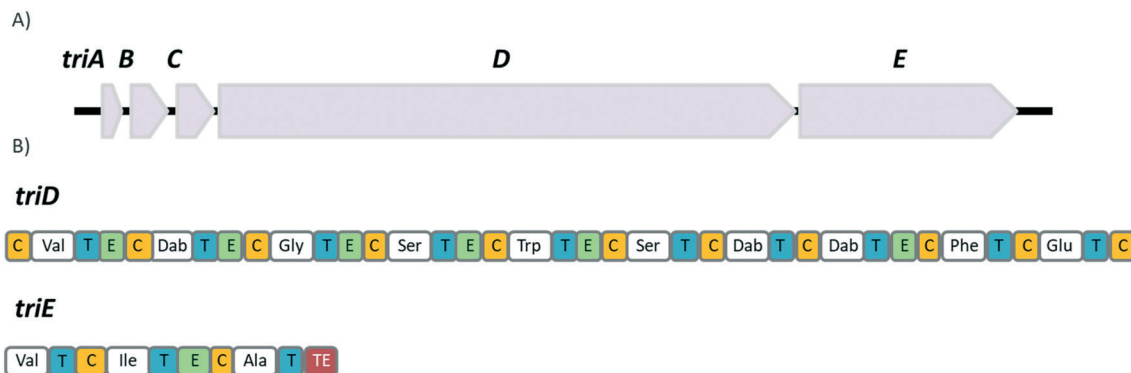 A)
triA B C D E
B)
triD
C Val T E C Dab T E C Gly T E C Ser T E C Trp T E C Ser T C Dab T C Dab T E C Phe T C Glu T C
triE
Val T C Ile T E C Ala T TE